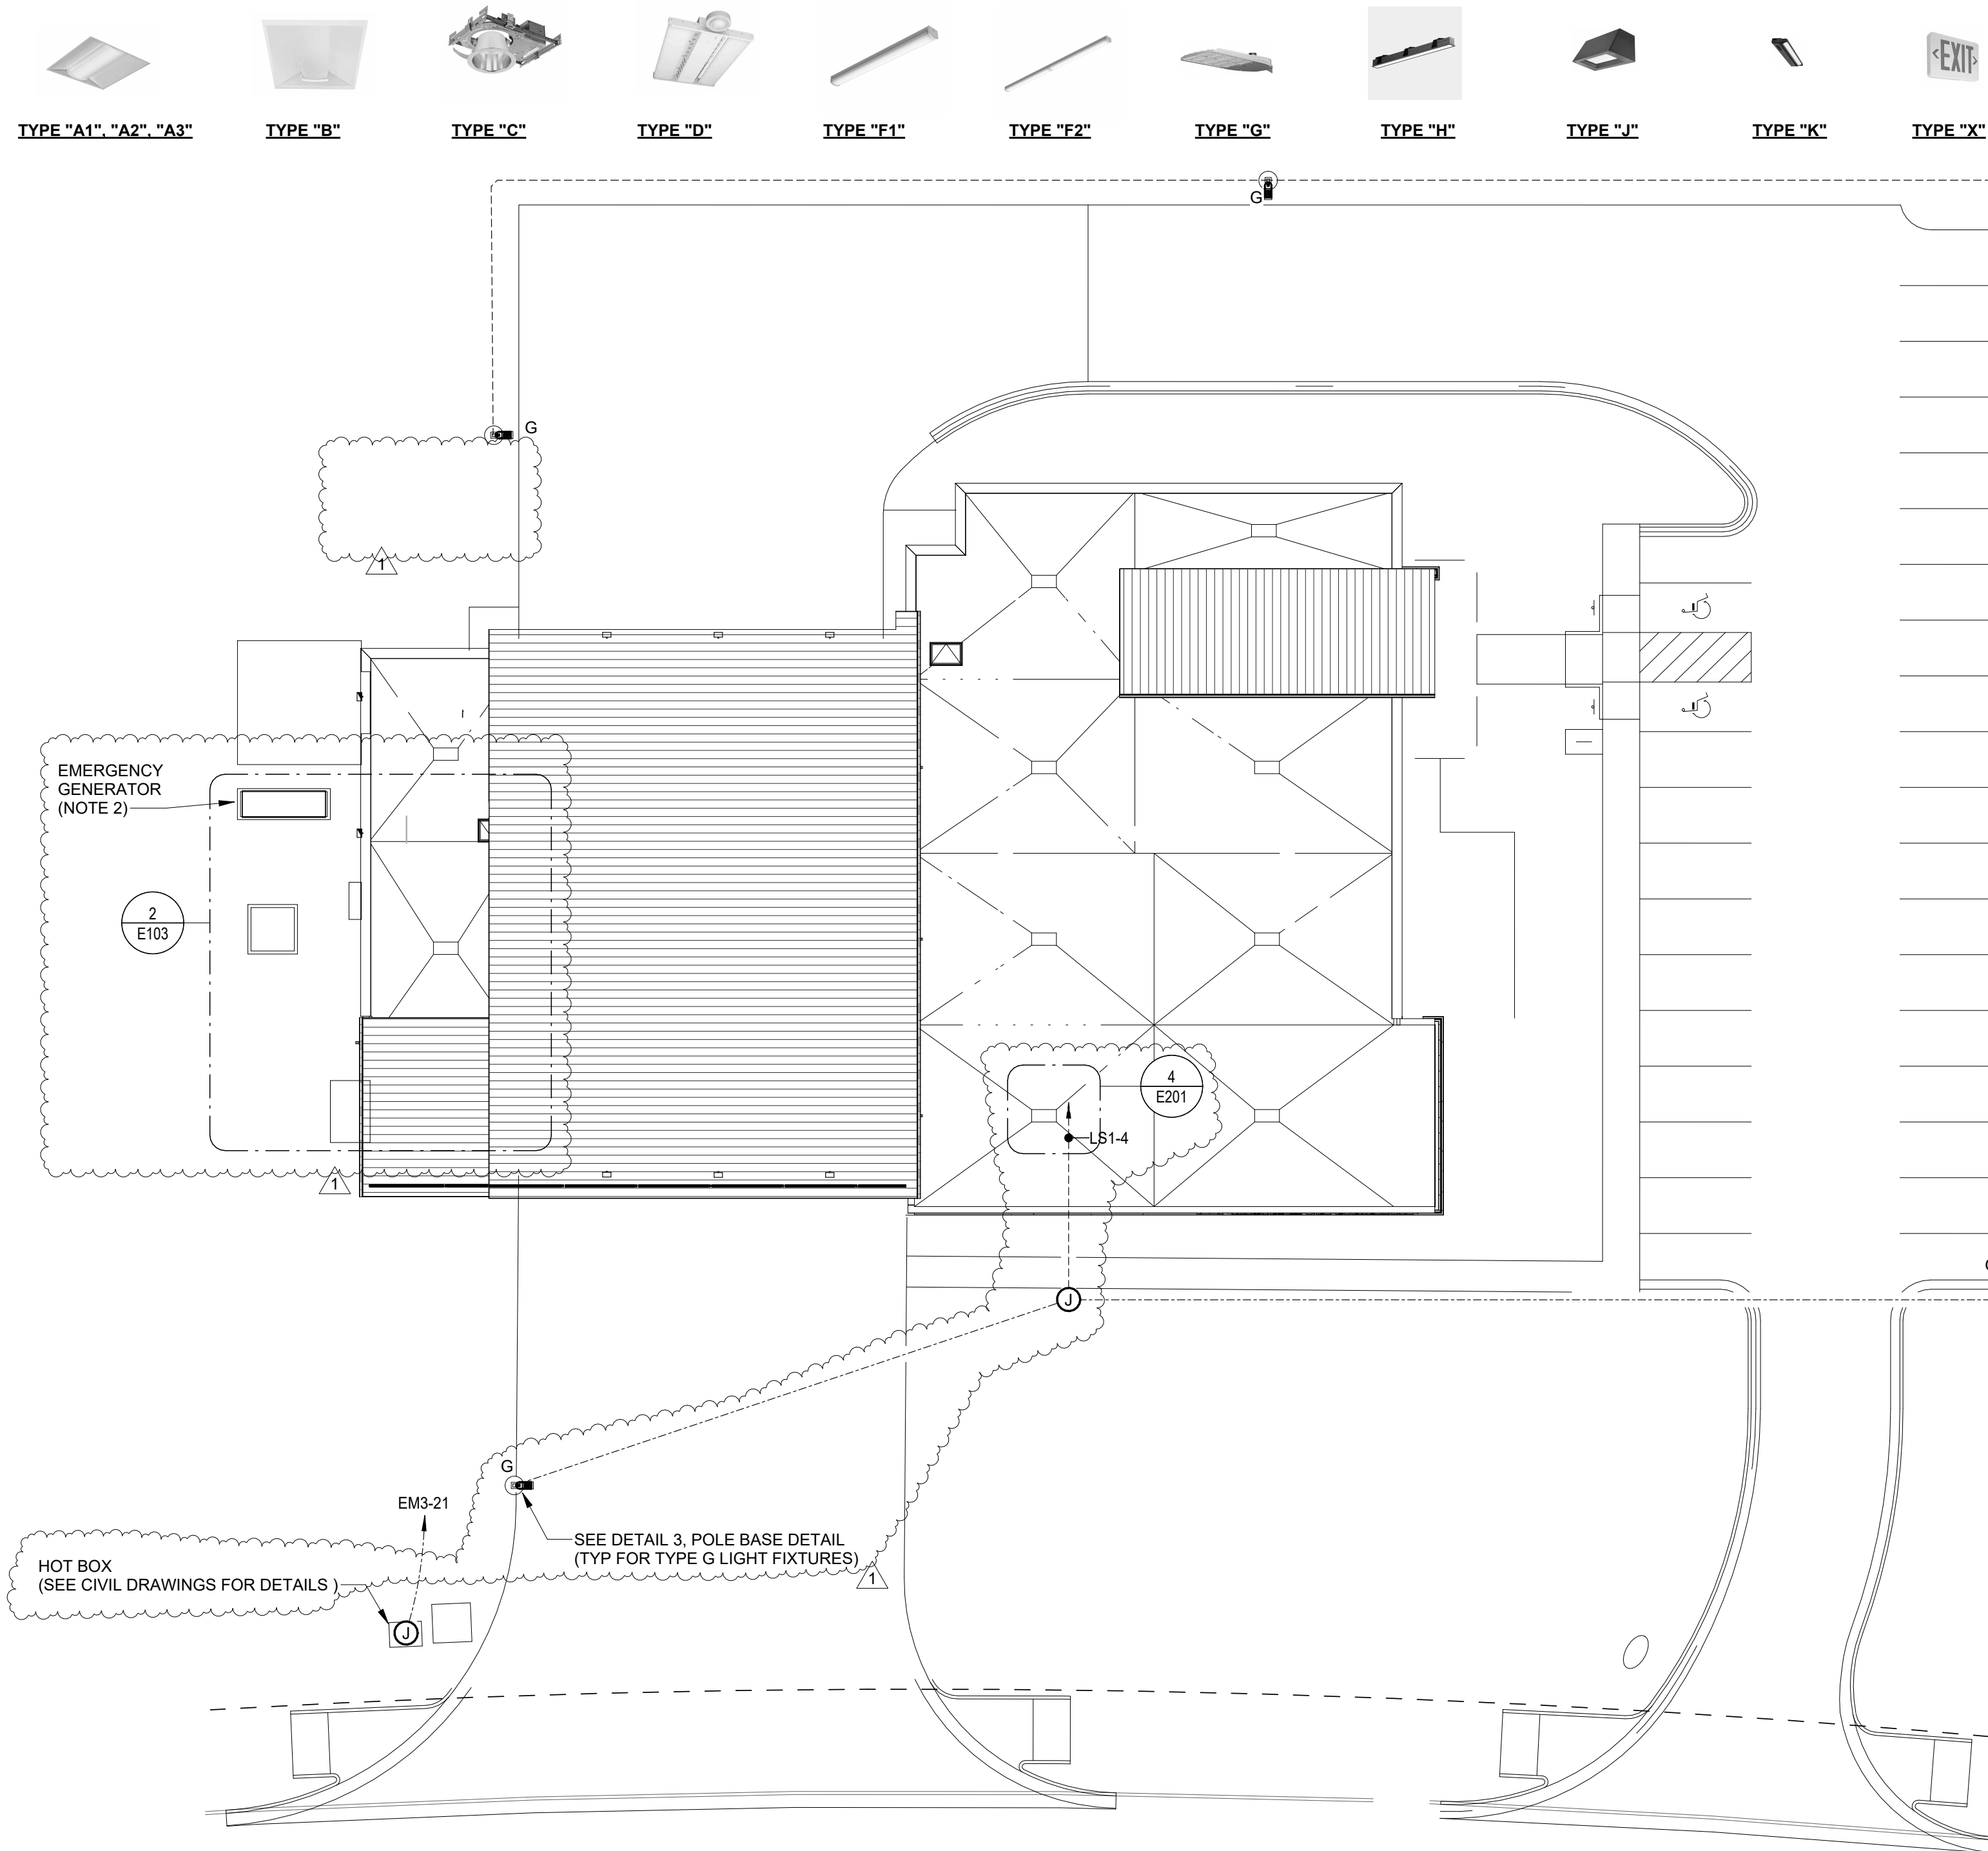 <EXIT>
TYPE "A1", "A2", "A3"
TYPE "B"
TYPE "C"
TYPE "D"
TYPE "F1"
TYPE "F2"
TYPE "G"
TYPE "H"
TYPE "J"
TYPE "K"
TYPE "X"
G
G
1
EMERGENCY
GENERATOR
(NOTE 2)
2
E103
4
E201
LS1-4
1
J
G
EM3-21
SEE DETAIL 3, POLE BASE DETAIL
(TYP FOR TYPE G LIGHT FIXTURES)
1
HOT BOX
(SEE CIVIL DRAWINGS FOR DETAILS )
J